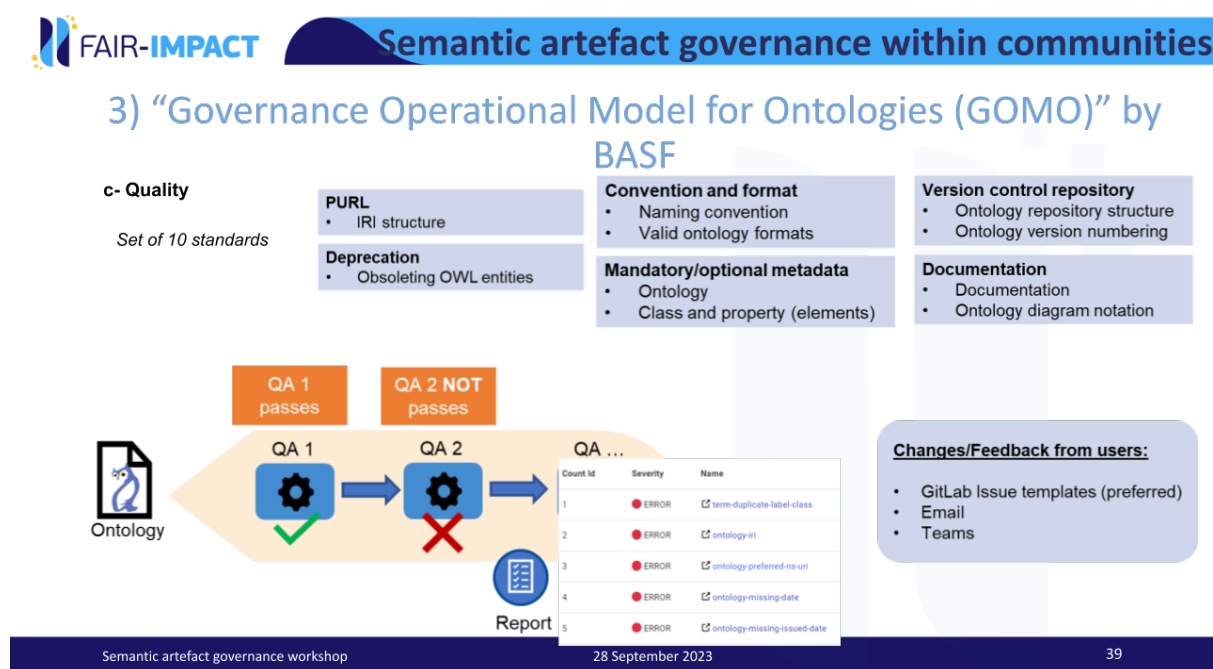 FAIR-IMPACT
Semantic artefact governance within communities
3) “Governance Operational Model for Ontologies (GOMO)” by
BASF
c- Quality
Set of 10 standards
PURL
• IRI structure
Deprecation
• Obsoleting OWL entities
Convention and format
• Naming convention
• Valid ontology formats
Mandatory/optional metadata
• Ontology
• Class and property (elements)
Version control repository
• Ontology repository structure
• Ontology version numbering
Documentation
• Documentation
• Ontology diagram notation
QA 1
passes
QA 2 NOT
passes
QA 1
QA 2
QA ...
Ontology
Report
Count Id Severity Name
1 ERROR term-duplicate-label-class
2 ERROR ontology-iri
3 ERROR ontology-preferred-ns-uri
4 ERROR ontology-missing-date
5 ERROR ontology-missing-issued-date
Changes/Feedback from users:
• GitLab Issue templates (preferred)
• Email
• Teams
Semantic artefact governance workshop
28 September 2023
39